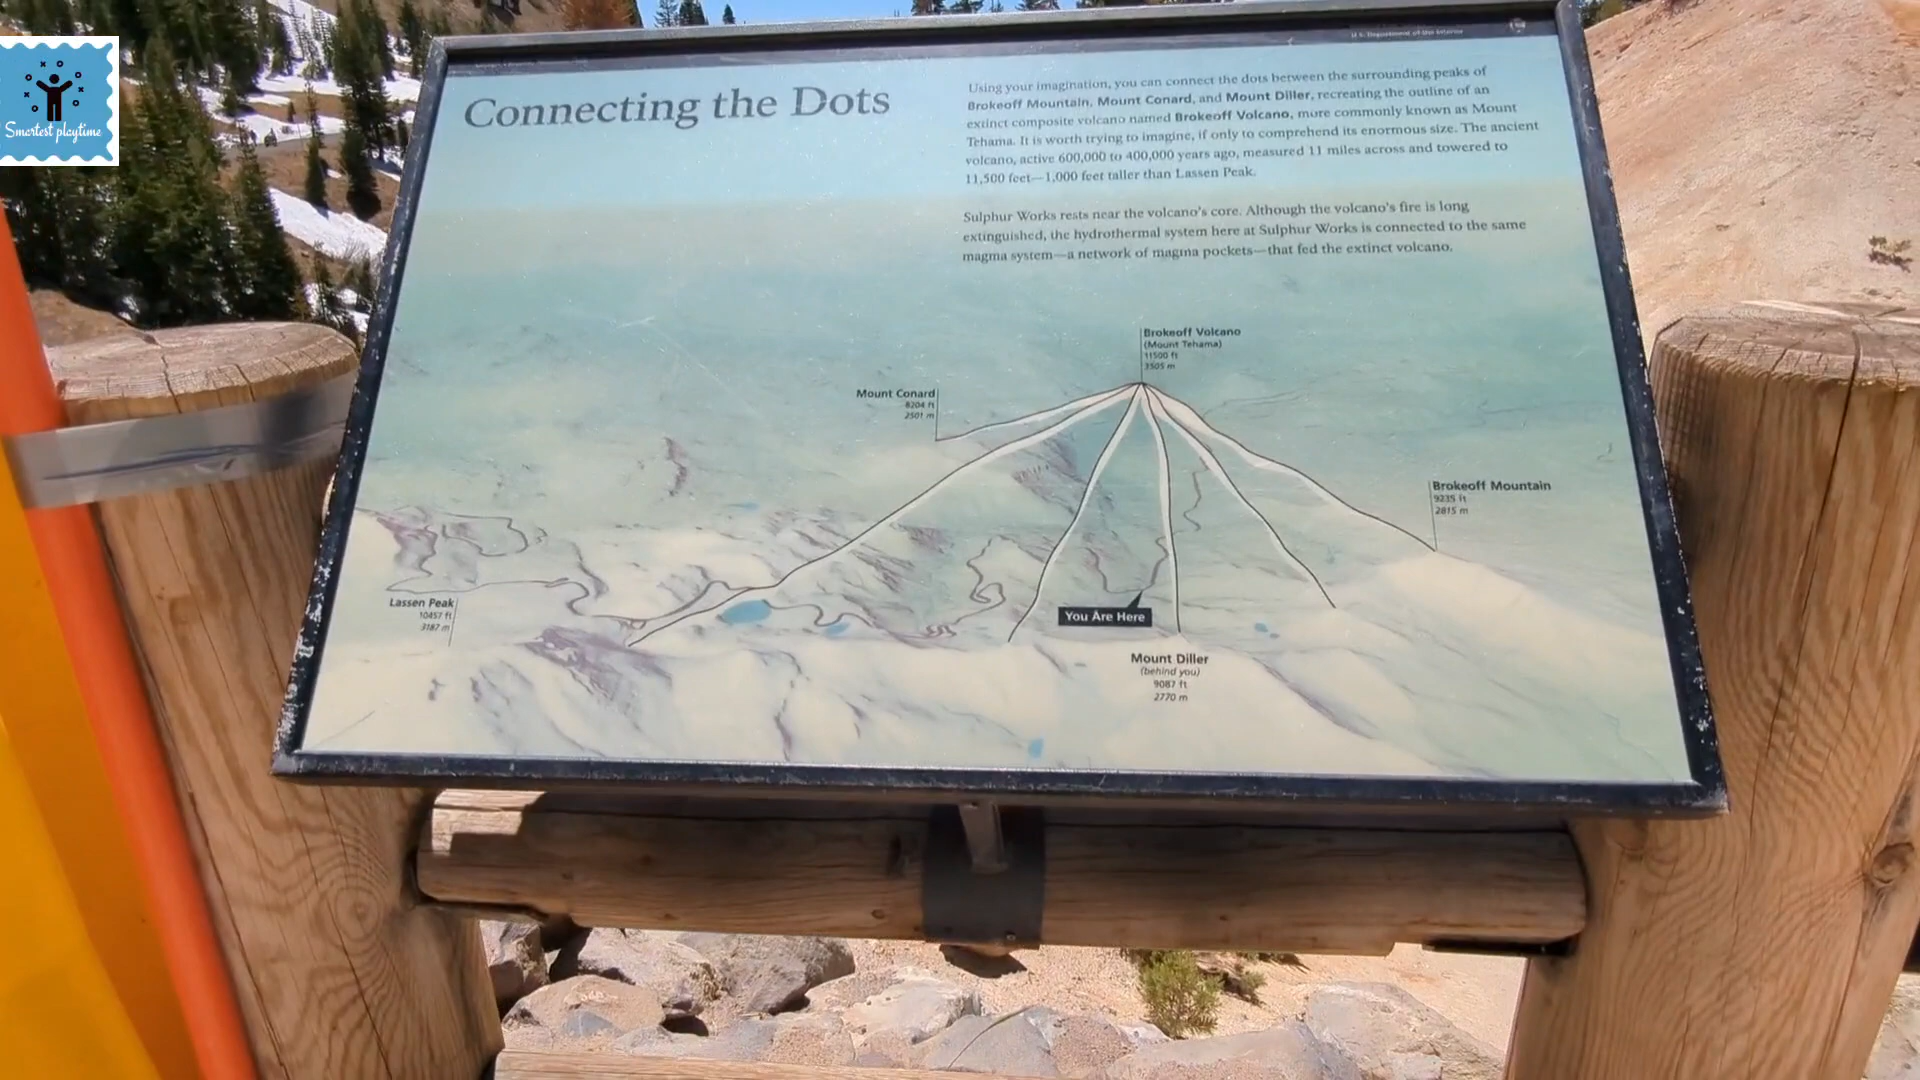 Smartest playtime
U.S. Department of the Interior
Connecting the Dots
Using your imagination, you can connect the dots between the surrounding peaks of
Brokeoff Mountain, Mount Conard, and Mount Diller, recreating the outline of an
extinct composite volcano named Brokeoff Volcano, more commonly known as Mount
Tehama. It is worth trying to imagine, if only to comprehend its enormous size. The ancient
volcano, active 600,000 to 400,000 years ago, measured 11 miles across and towered to
11,500 feet—1,000 feet taller than Lassen Peak.
Sulphur Works rests near the volcano's core. Although the volcano's fire is long
extinguished, the hydrothermal system here at Sulphur Works is connected to the same
magma system—a network of magma pockets—that fed the extinct volcano.
Brokeoff Volcano
(Mount Tehama)
11500 ft
3505 m
Mount Conard
8204 ft
2501 m
Brokeoff Mountain
9235 ft
2815 m
Lassen Peak
10457 ft
3187 m
You Are Here
Mount Diller
(behind you)
9087 ft
2770 m